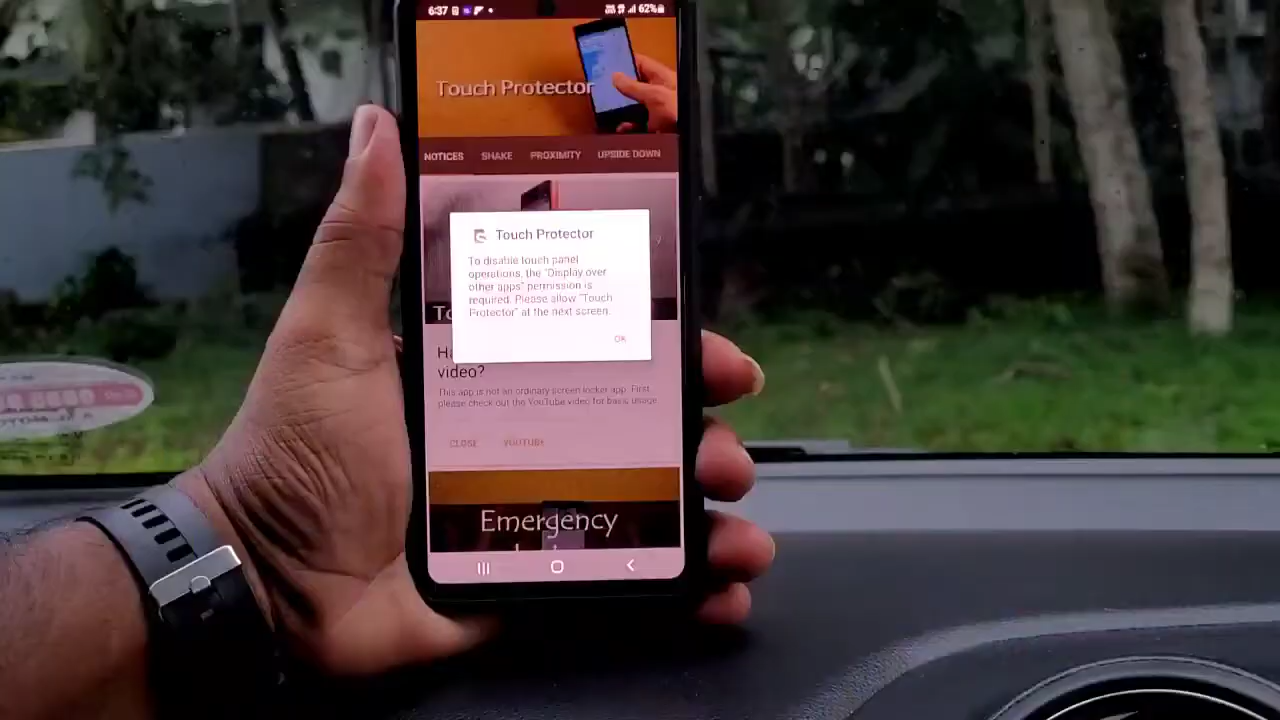 6:37
62%
Touch Protector
NOTICES SHAKE PROXIMITY UPSIDE DOWN
Touch Protector
To disable touch panel
operations, the "Display over
other apps" permission is
required. Please allow "Touch
Protector" at the next screen.
OK
To
Ha
video?
This app is not an ordinary screen locker app. First,
please check out the YouTube video for basic usage.
CLOSE YOUTUBE
Emergency